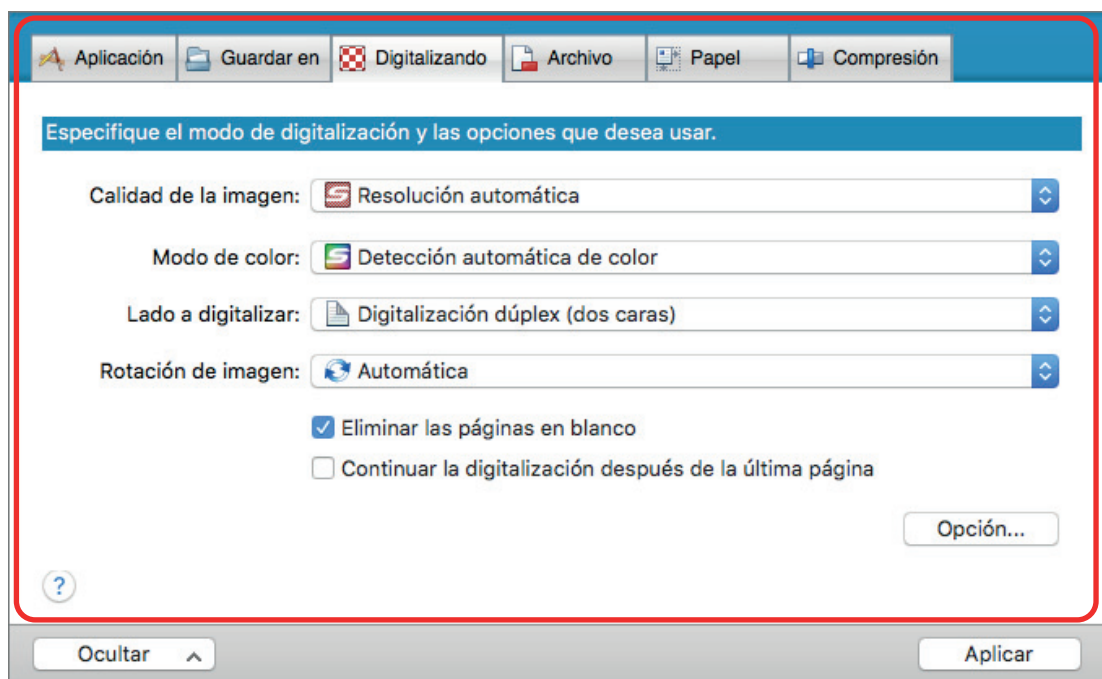 Aplicación Guardar en Digitalizando Archivo Papel Compresión
Especifique el modo de digitalización y las opciones que desea usar.
Calidad de la imagen: Resolución automática
Modo de color: Detección automática de color
Lado a digitalizar: Digitalización dúplex (dos caras)
Rotación de imagen: Automática
Eliminar las páginas en blanco
Continuar la digitalización después de la última página
Opción...
?
Ocultar Aplicar